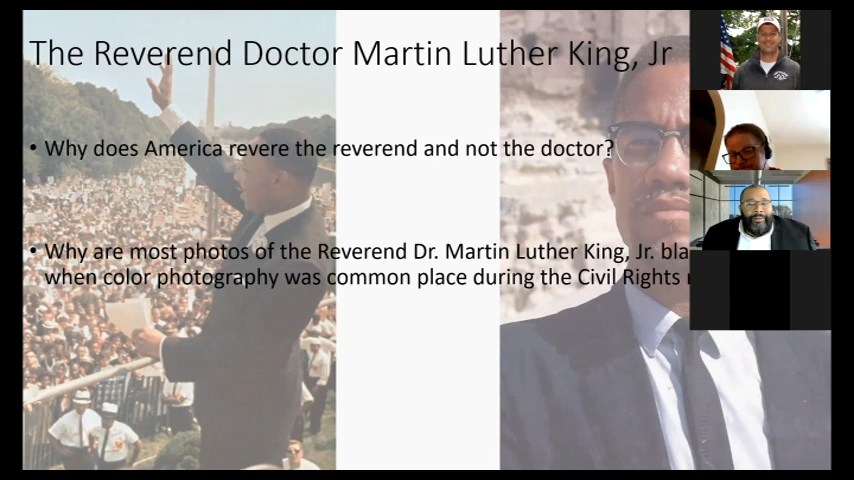 The Reverend Doctor Martin Luther King, Jr
• Why does America revere the reverend and not the doctor?
• Why are most photos of the Reverend Dr. Martin Luther King, Jr. bla
when color photography was common place during the Civil Rights